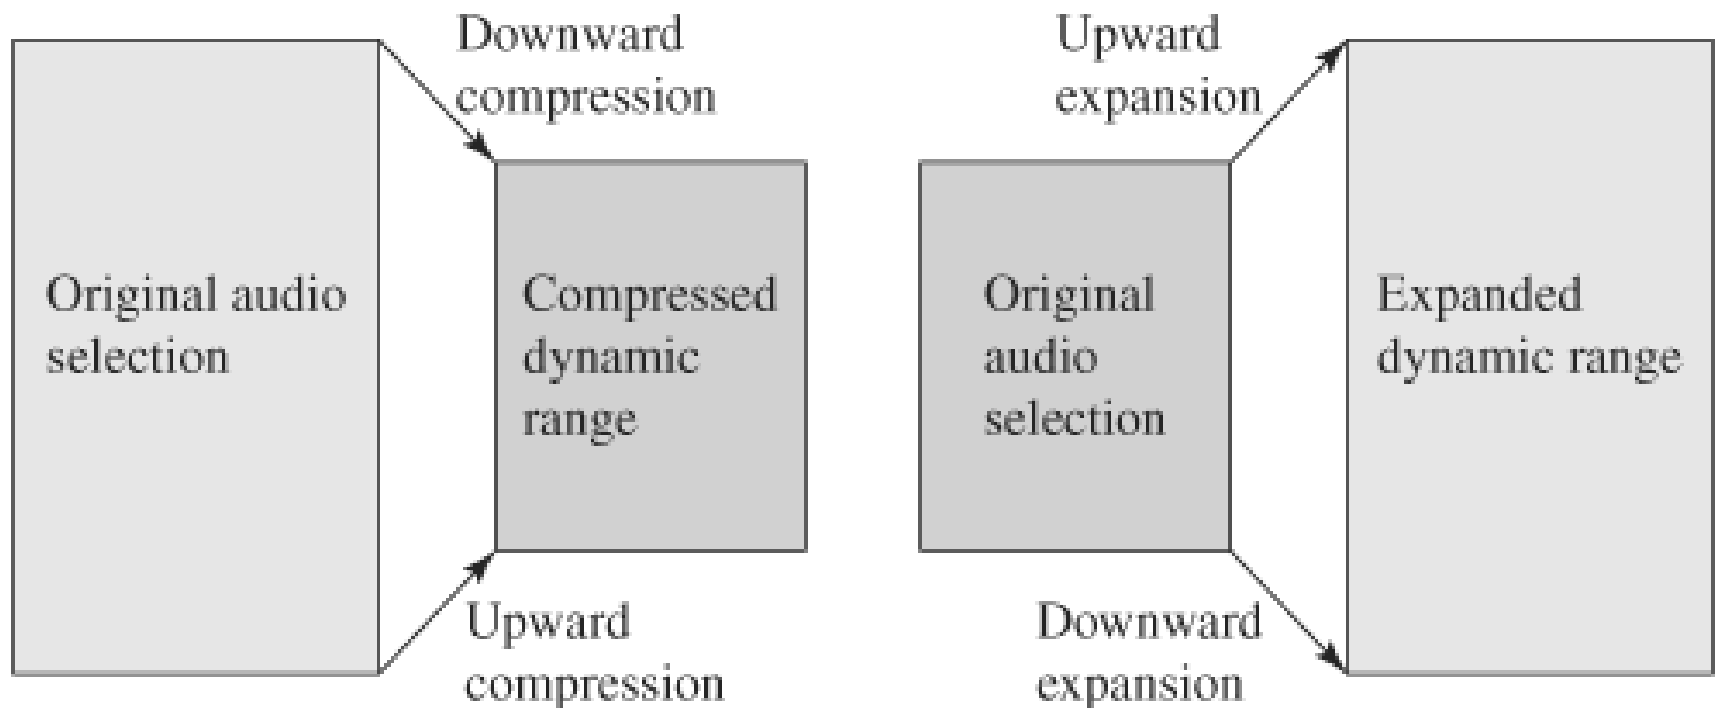 Downward
compression
Upward
expansion
Original audio
selection
Compressed
dynamic
range
Original
audio
selection
Expanded
dynamic range
Upward
compression
Downward
expansion